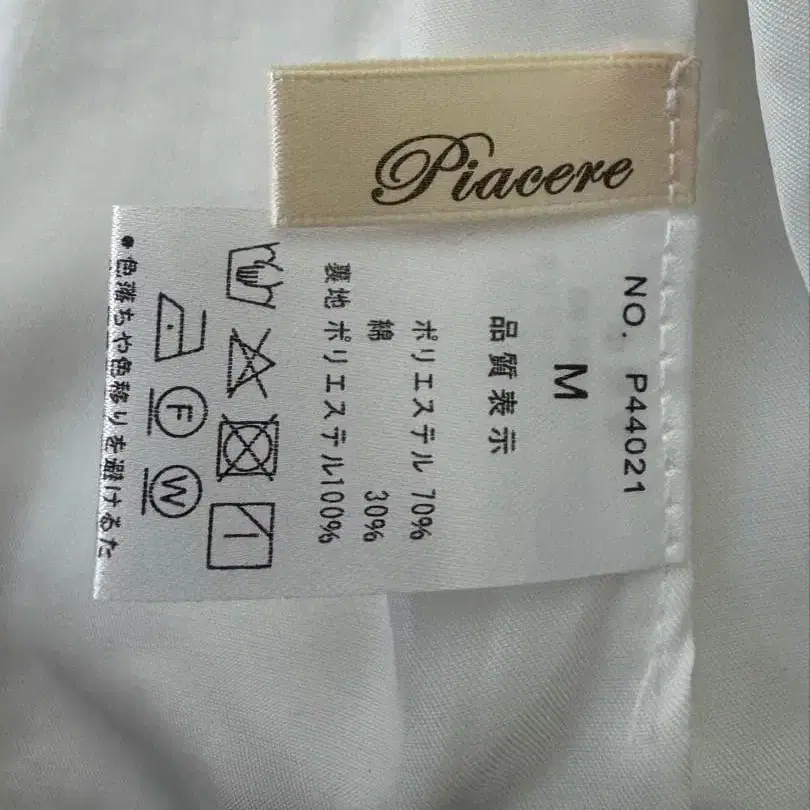 Piacere
NO. P44021
M
品質表示
ポリエステル 70%
綿 30%
裏地 ポリエステル100%
F
W
●色落ちや色移りを避けるた